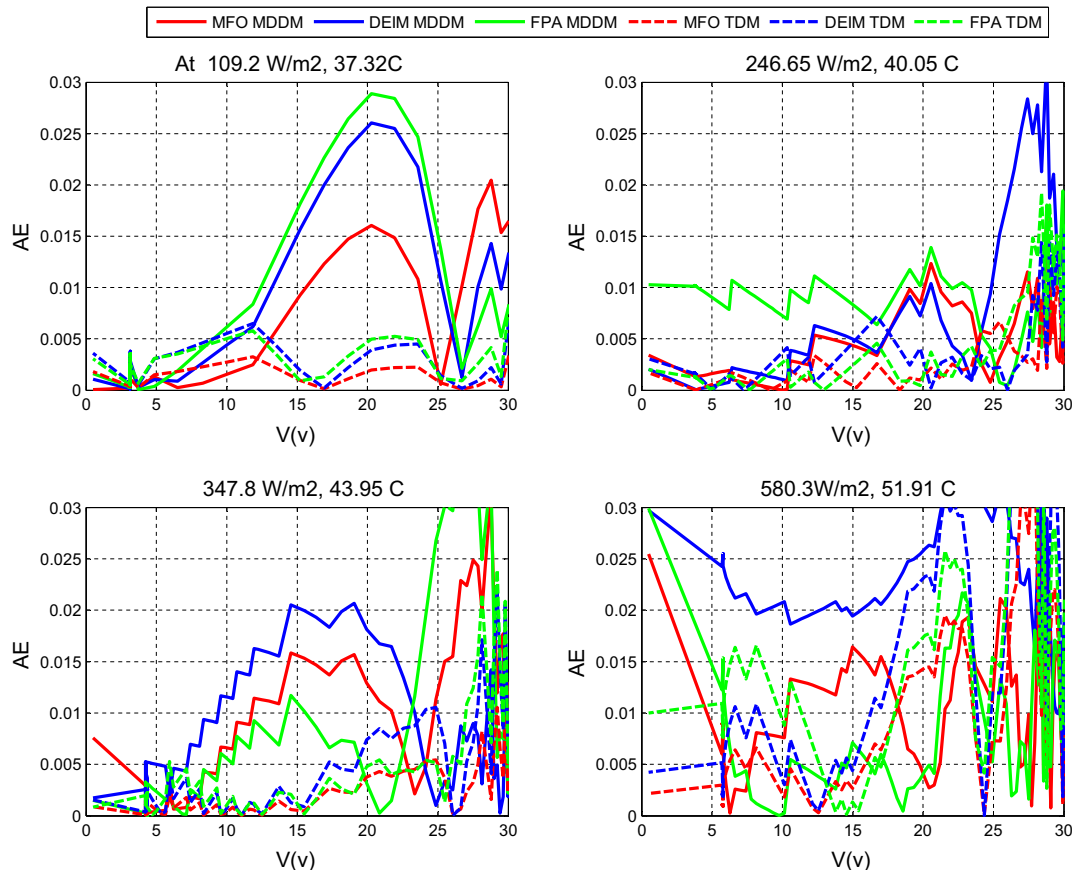 MFO MDDM DEIM MDDM FPA MDDM MFO TDM DEIM TDM FPA TDM
At 109.2 W/m2, 37.32C
0.03
0.025
0.02
0.015
0.01
0.005
0
AE
0 5 10 15 20 25 30
V(v)
246.65 W/m2, 40.05 C
0.03
0.025
0.02
0.015
0.01
0.005
0
AE
0 5 10 15 20 25 30
V(v)
347.8 W/m2, 43.95 C
0.03
0.025
0.02
0.015
0.01
0.005
0
AE
0 5 10 15 20 25 30
V(v)
580.3W/m2, 51.91 C
0.03
0.025
0.02
0.015
0.01
0.005
0
AE
0 5 10 15 20 25 30
V(v)